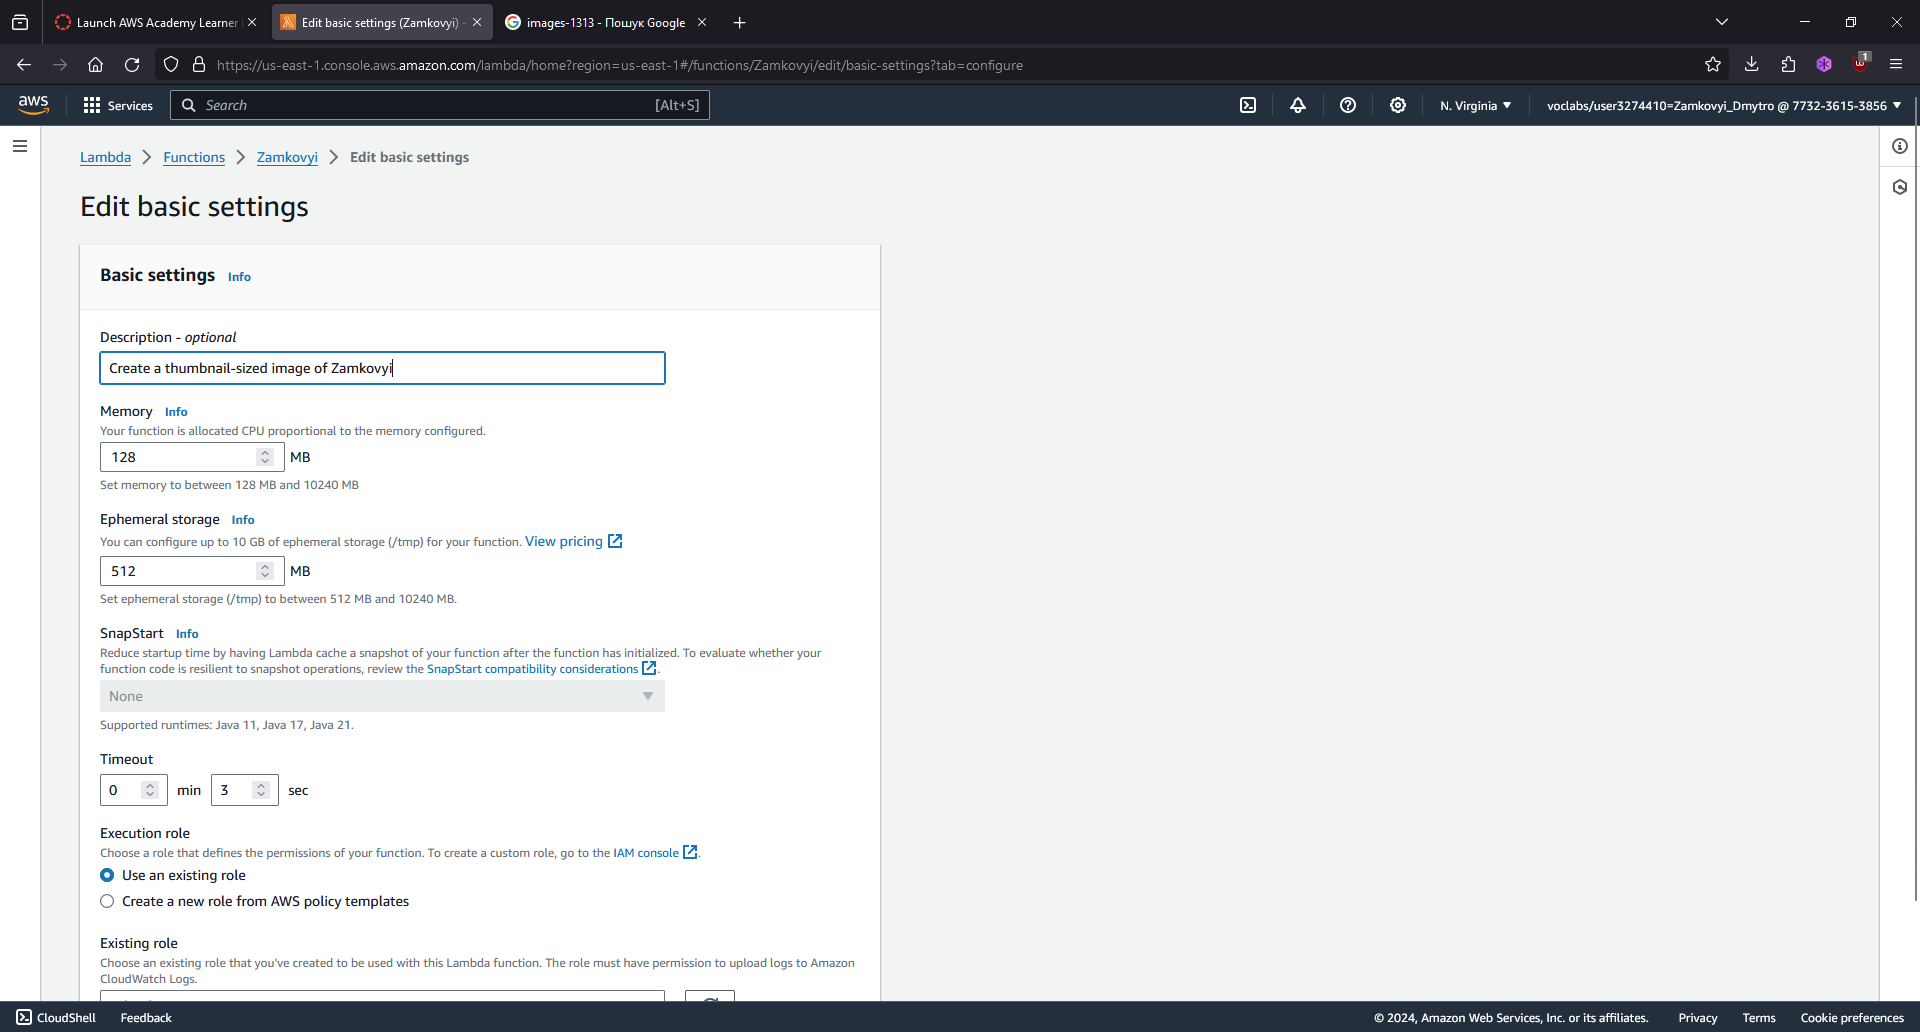 Launch AWS Academy Learner
Edit basic settings (Zamkovyi) -
images-1313 - Пошук Google
https://us-east-1.console.aws.amazon.com/lambda/home?region=us-east-1#/functions/Zamkovyi/edit/basic-settings?tab=configure
1
aws
Services
Search
[Alt+S]
N. Virginia
voclabs/user3274410=Zamkovyi_Dmytro @ 7732-3615-3856
Lambda
Functions
Zamkovyi
Edit basic settings
Edit basic settings
Basic settings Info
Description - optional
Create a thumbnail-sized image of Zamkovyi
Memory Info
Your function is allocated CPU proportional to the memory configured.
128 MB
Set memory to between 128 MB and 10240 MB
Ephemeral storage Info
You can configure up to 10 GB of ephemeral storage (/tmp) for your function. View pricing
512 MB
Set ephemeral storage (/tmp) to between 512 MB and 10240 MB.
SnapStart Info
Reduce startup time by having Lambda cache a snapshot of your function after the function has initialized. To evaluate whether your
function code is resilient to snapshot operations, review the SnapStart compatibility considerations .
None
Supported runtimes: Java 11, Java 17, Java 21.
Timeout
0 min 3 sec
Execution role
Choose a role that defines the permissions of your function. To create a custom role, go to the IAM console .
Use an existing role
Create a new role from AWS policy templates
Existing role
Choose an existing role that you've created to be used with this Lambda function. The role must have permission to upload logs to Amazon
CloudWatch Logs.
CloudShell
Feedback
© 2024, Amazon Web Services, Inc. or its affiliates.
Privacy
Terms
Cookie preferences